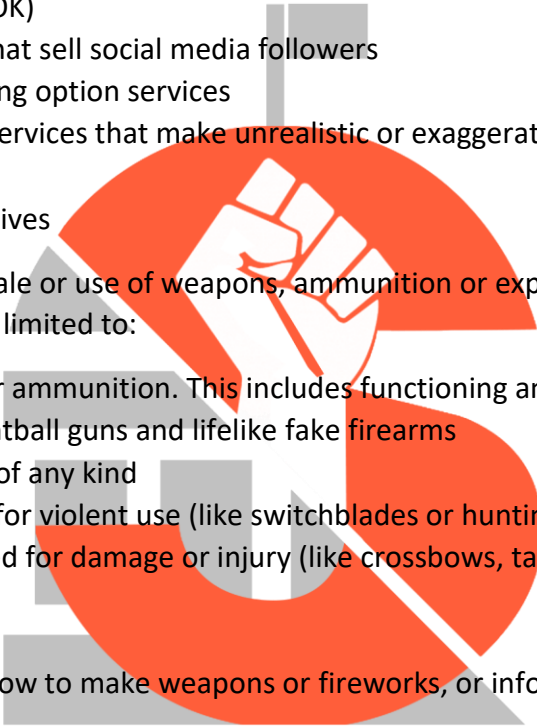 OK)
hat sell social media followers
ng option services
ervices that make unrealistic or exaggerat
ives
ale or use of weapons, ammunition or exp
limited to:
r ammunition. This includes functioning an
tball guns and lifelike fake firearms
of any kind
for violent use (like switchblades or huntin
d for damage or injury (like crossbows, ta
ow to make weapons or fireworks, or info